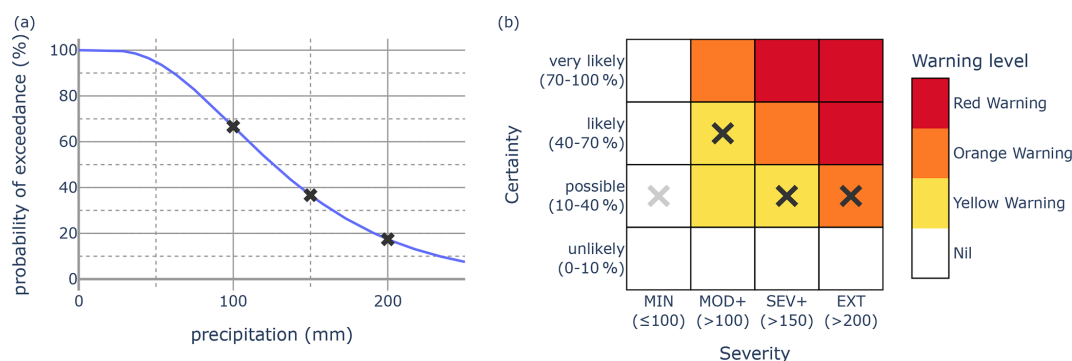 (a)
probability of exceedance (%)
100
80
60
40
20
0
0
100
200
precipitation (mm)
(b)
Certainty
very likely
(70-100 %)
likely
(40-70 %)
possible
(10-40 %)
unlikely
(0-10 %)
MIN
(≤100)
MOD+
(>100)
SEV+
(>150)
EXT
(>200)
Severity
Warning level
Red Warning
Orange Warning
Yellow Warning
Nil